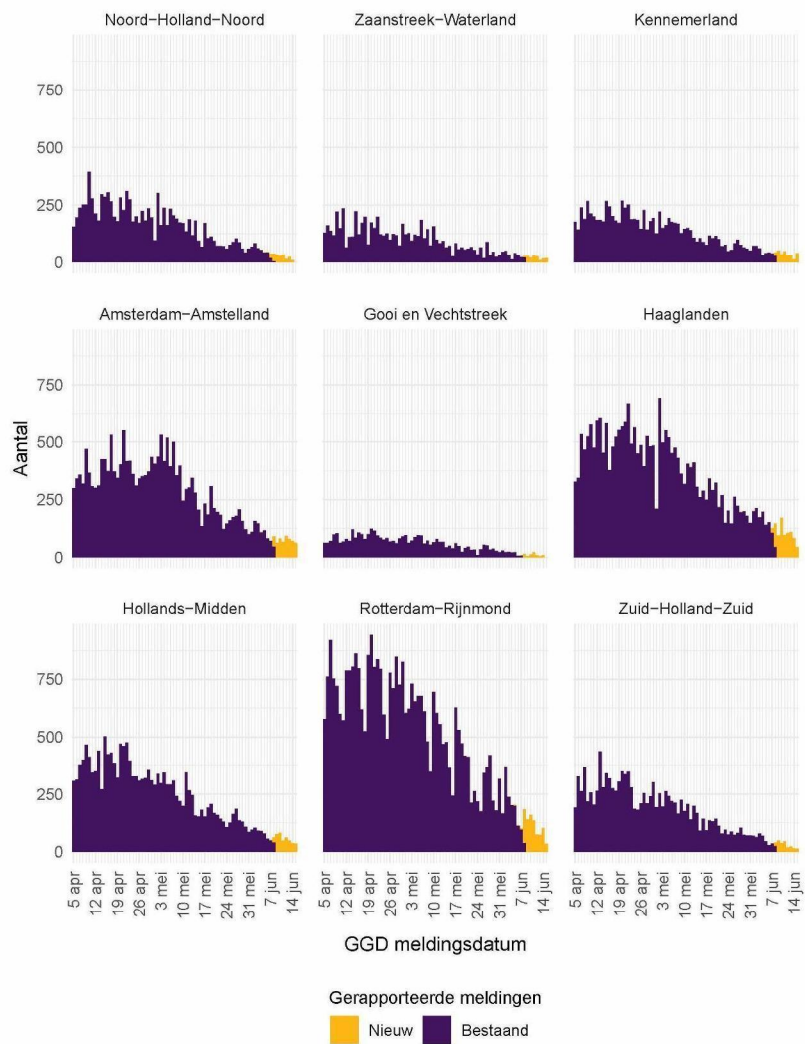 Noord−Holland−Noord Zaanstreek−Waterland Kennemerland
750
500
250
0
Amsterdam−Amstelland Gooi en Vechtstreek Haaglanden
750
500
250
0
Hollands−Midden Rotterdam−Rijnmond Zuid−Holland−Zuid
750
500
250
0
Aantal
5 apr 12 apr 19 apr 26 apr 3 mei 10 mei 17 mei 24 mei 31 mei 7 jun 14 jun 5 apr 12 apr 19 apr 26 apr 3 mei 10 mei 17 mei 24 mei 31 mei 7 jun 14 jun 5 apr 12 apr 19 apr 26 apr 3 mei 10 mei 17 mei 24 mei 31 mei 7 jun 14 jun
GGD meldingsdatum
Gerapporteerde meldingen
Nieuw Bestaand